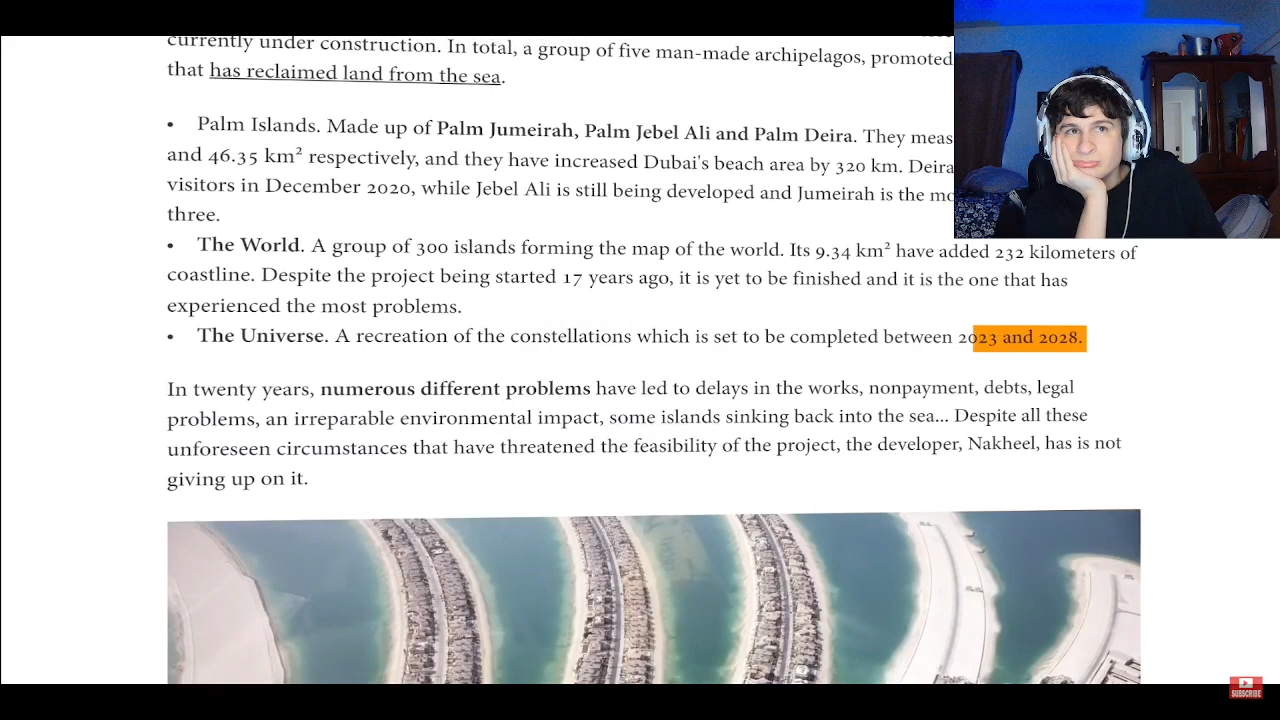 currently under construction. In total, a group of five man-made archipelagos, promoted
that has reclaimed land from the sea.
• Palm Islands. Made up of Palm Jumeirah, Palm Jebel Ali and Palm Deira. They meas
and 46.35 km² respectively, and they have increased Dubai's beach area by 320 km. Deira
visitors in December 2020, while Jebel Ali is still being developed and Jumeirah is the mo
three.
• The World. A group of 300 islands forming the map of the world. Its 9.34 km² have added 232 kilometers of
coastline. Despite the project being started 17 years ago, it is yet to be finished and it is the one that has
experienced the most problems.
• The Universe. A recreation of the constellations which is set to be completed between 2023 and 2028.
In twenty years, numerous different problems have led to delays in the works, nonpayment, debts, legal
problems, an irreparable environmental impact, some islands sinking back into the sea... Despite all these
unforeseen circumstances that have threatened the feasibility of the project, the developer, Nakheel, has is not
giving up on it.
SUBSCRIBE